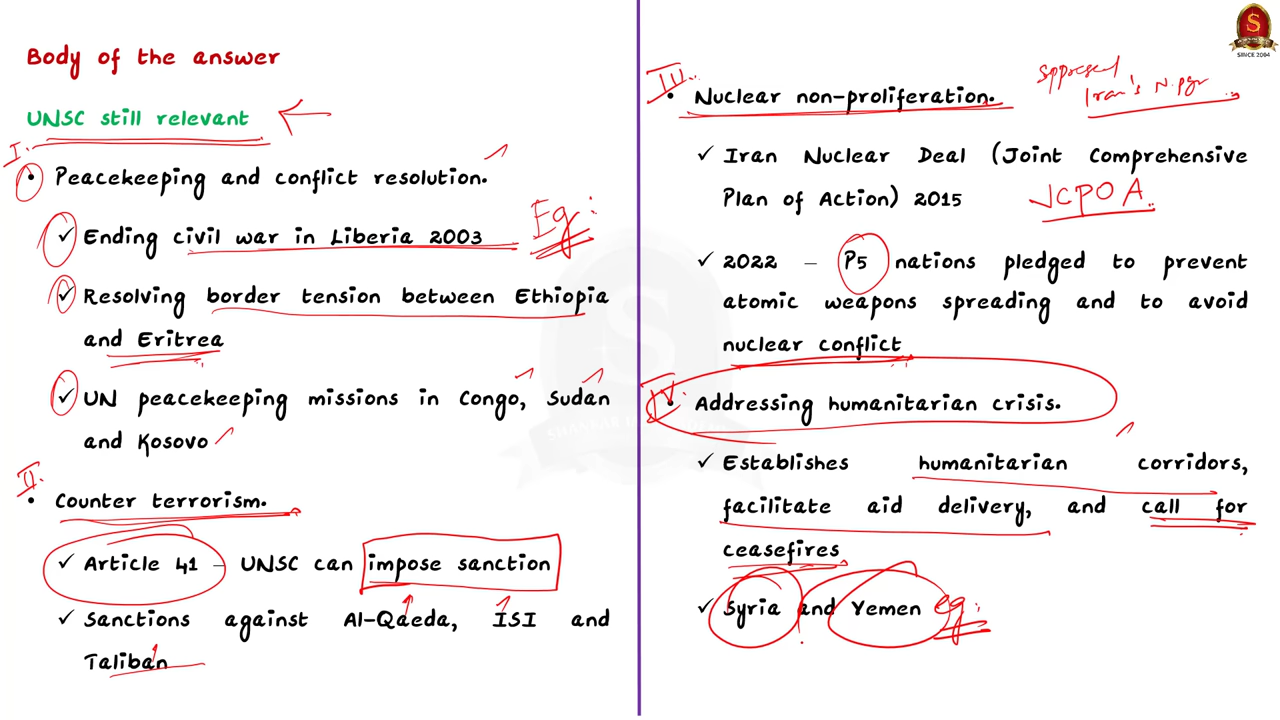 Body of the answer
UNSC still relevant
I.
• Peacekeeping and conflict resolution.
✓ Ending civil war in Liberia 2003
Eg:
✓ Resolving border tension between Ethiopia
and Eritrea
✓ UN peacekeeping missions in Congo, Sudan
and Kosovo
II.
• Counter terrorism.
✓ Article 41 – UNSC can impose sanction
✓ Sanctions against Al-Qaeda, ISI and
Taliban
S
SINCE 2004
III..
• Nuclear non-proliferation.
Iran's N.
✓ Iran Nuclear Deal (Joint Comprehensive
Plan of Action) 2015
JCPOA
✓ 2022 – P5 nations pledged to prevent
atomic weapons spreading and to avoid
nuclear conflict
IV.
• Addressing humanitarian crisis.
✓ Establishes humanitarian corridors,
facilitate aid delivery, and call for
ceasefires
✓ Syria and Yemen eg: